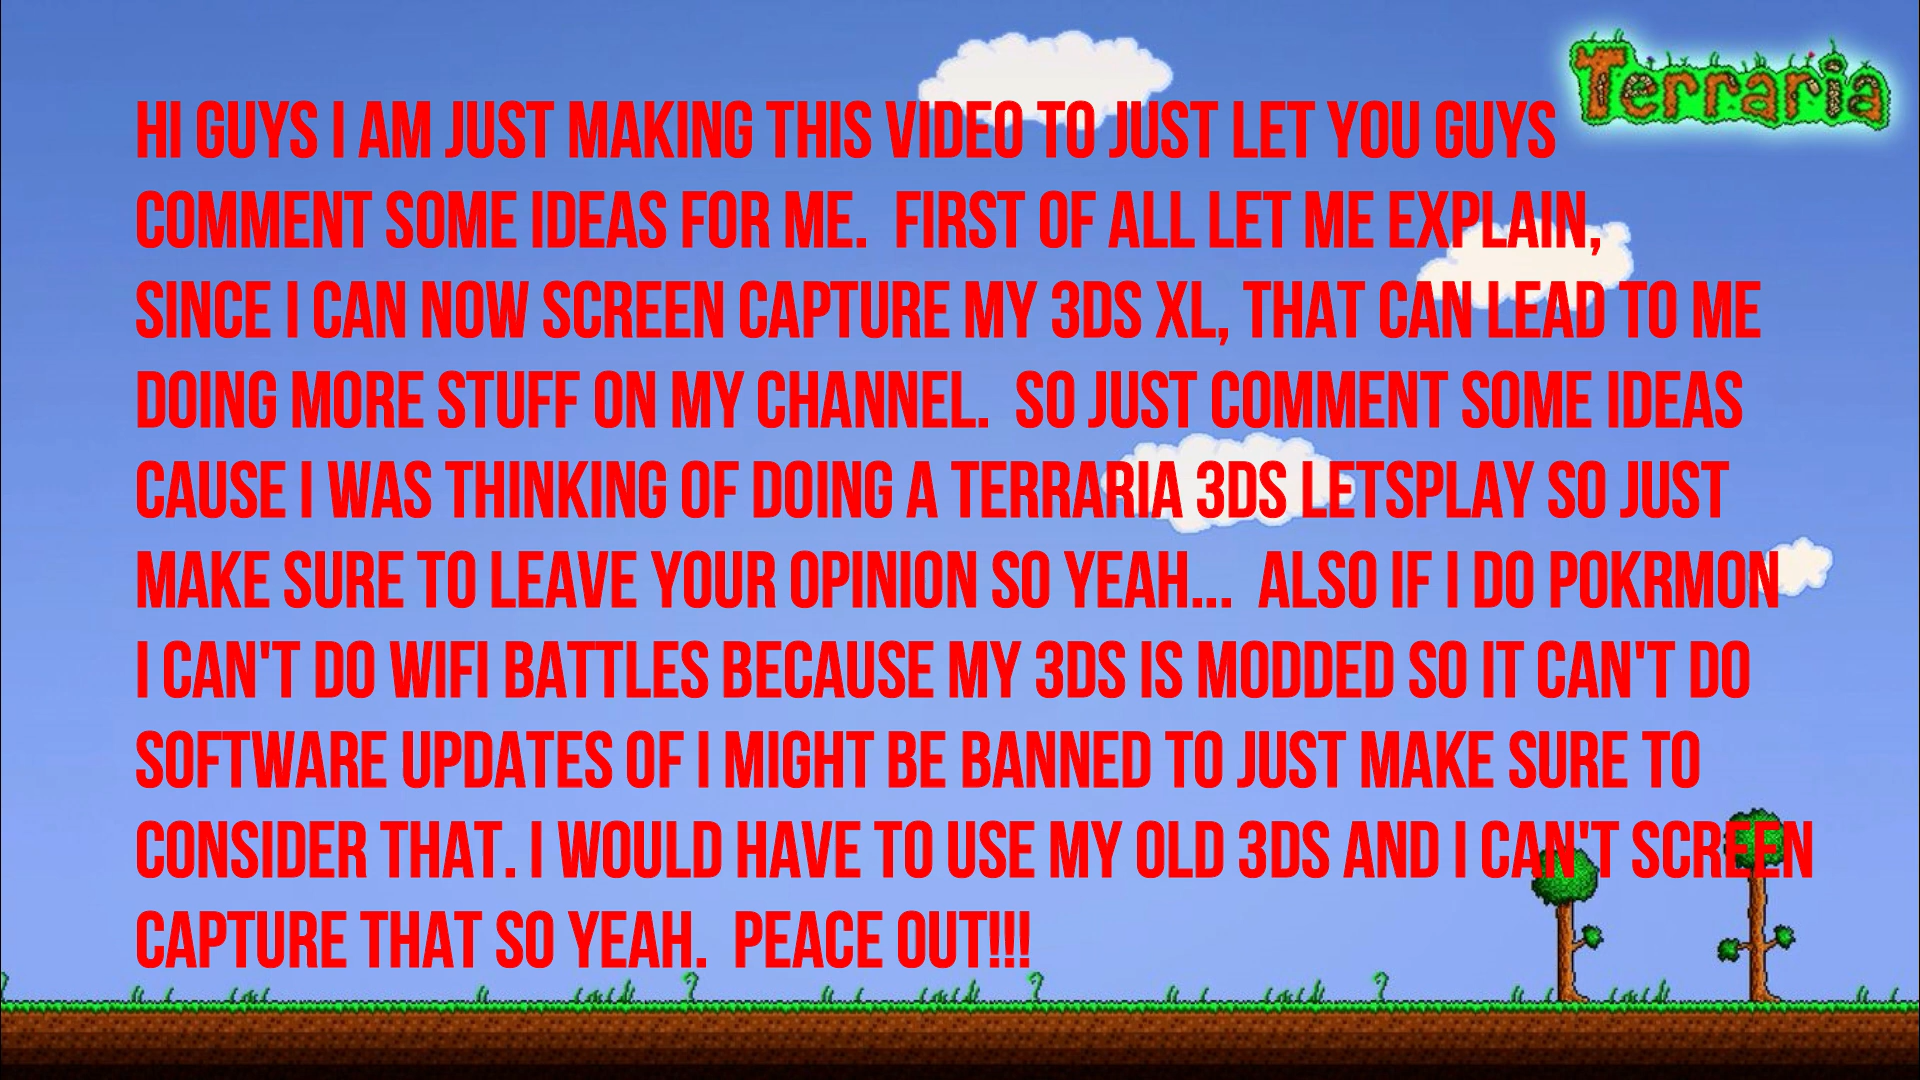 Terraria
HI GUYS I AM JUST MAKING THIS VIDEO TO JUST LET YOU GUYS
COMMENT SOME IDEAS FOR ME.  FIRST OF ALL LET ME EXPLAIN,
SINCE I CAN NOW SCREEN CAPTURE MY 3DS XL, THAT CAN LEAD TO ME
DOING MORE STUFF ON MY CHANNEL.  SO JUST COMMENT SOME IDEAS
CAUSE I WAS THINKING OF DOING A TERRARIA 3DS LETSPLAY SO JUST
MAKE SURE TO LEAVE YOUR OPINION SO YEAH...  ALSO IF I DO POKRMON
I CAN'T DO WIFI BATTLES BECAUSE MY 3DS IS MODDED SO IT CAN'T DO
SOFTWARE UPDATES OF I MIGHT BE BANNED TO JUST MAKE SURE TO
CONSIDER THAT. I WOULD HAVE TO USE MY OLD 3DS AND I CAN'T SCREEN
CAPTURE THAT SO YEAH.  PEACE OUT!!!